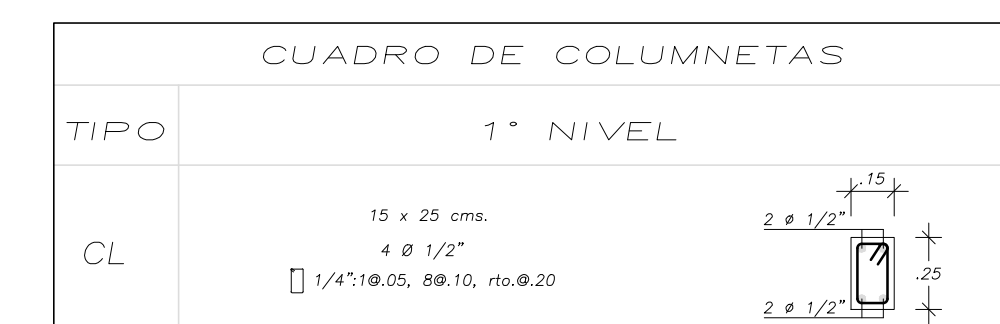 CUADRO DE COLUMNETAS
TIPO
1° NIVEL
CL
15 x 25 cms.
4 Ø 1/2"
1/4":1@.05, 8@.10, rto.@.20
.15
2 ø 1/2"
.25
2 ø 1/2"